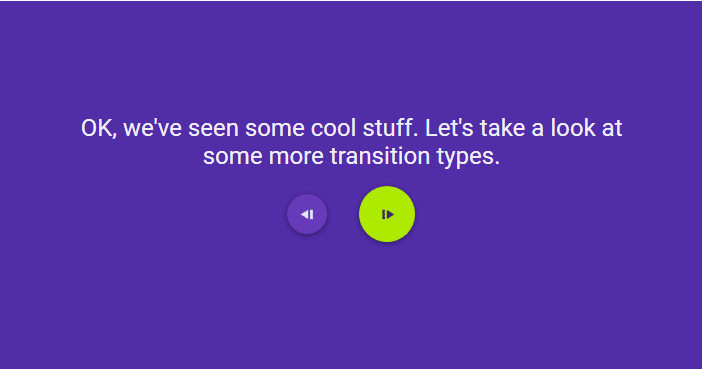 OK, we've seen some cool stuff. Let's take a look at
some more transition types.